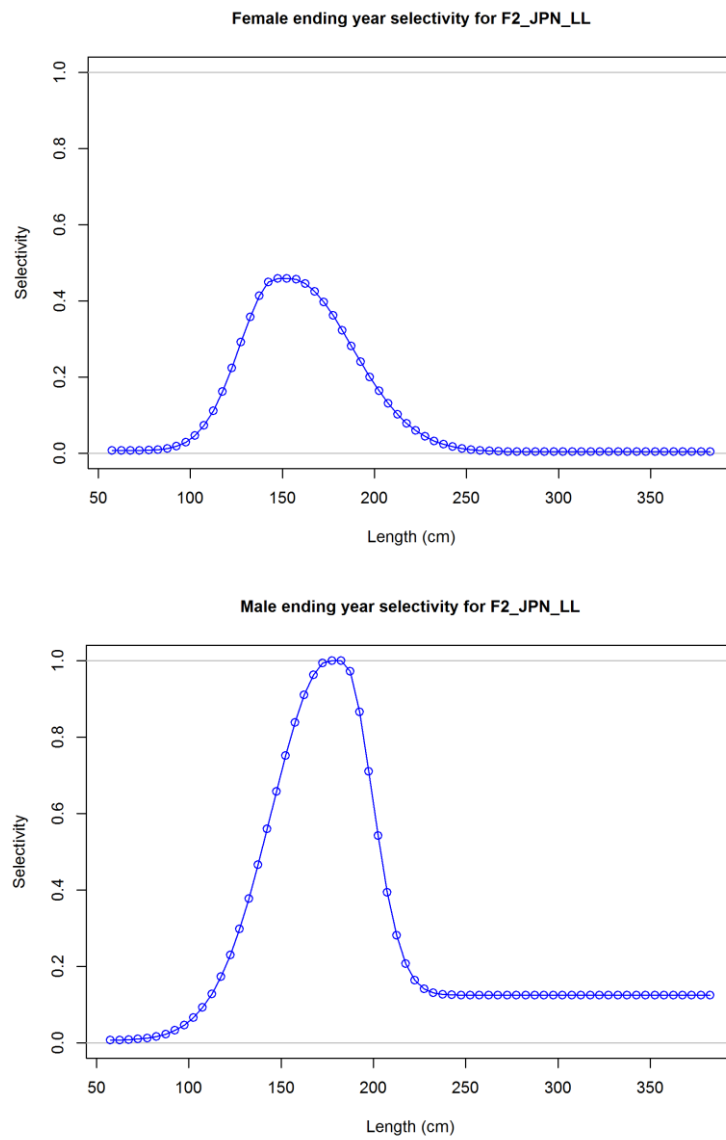 Female ending year selectivity for F2_JPN_LL
1.0
0.8
0.6
0.4
0.2
0.0
Selectivity
50 100 150 200 250 300 350
Length (cm)
Male ending year selectivity for F2_JPN_LL
1.0
0.8
0.6
0.4
0.2
0.0
Selectivity
50 100 150 200 250 300 350
Length (cm)